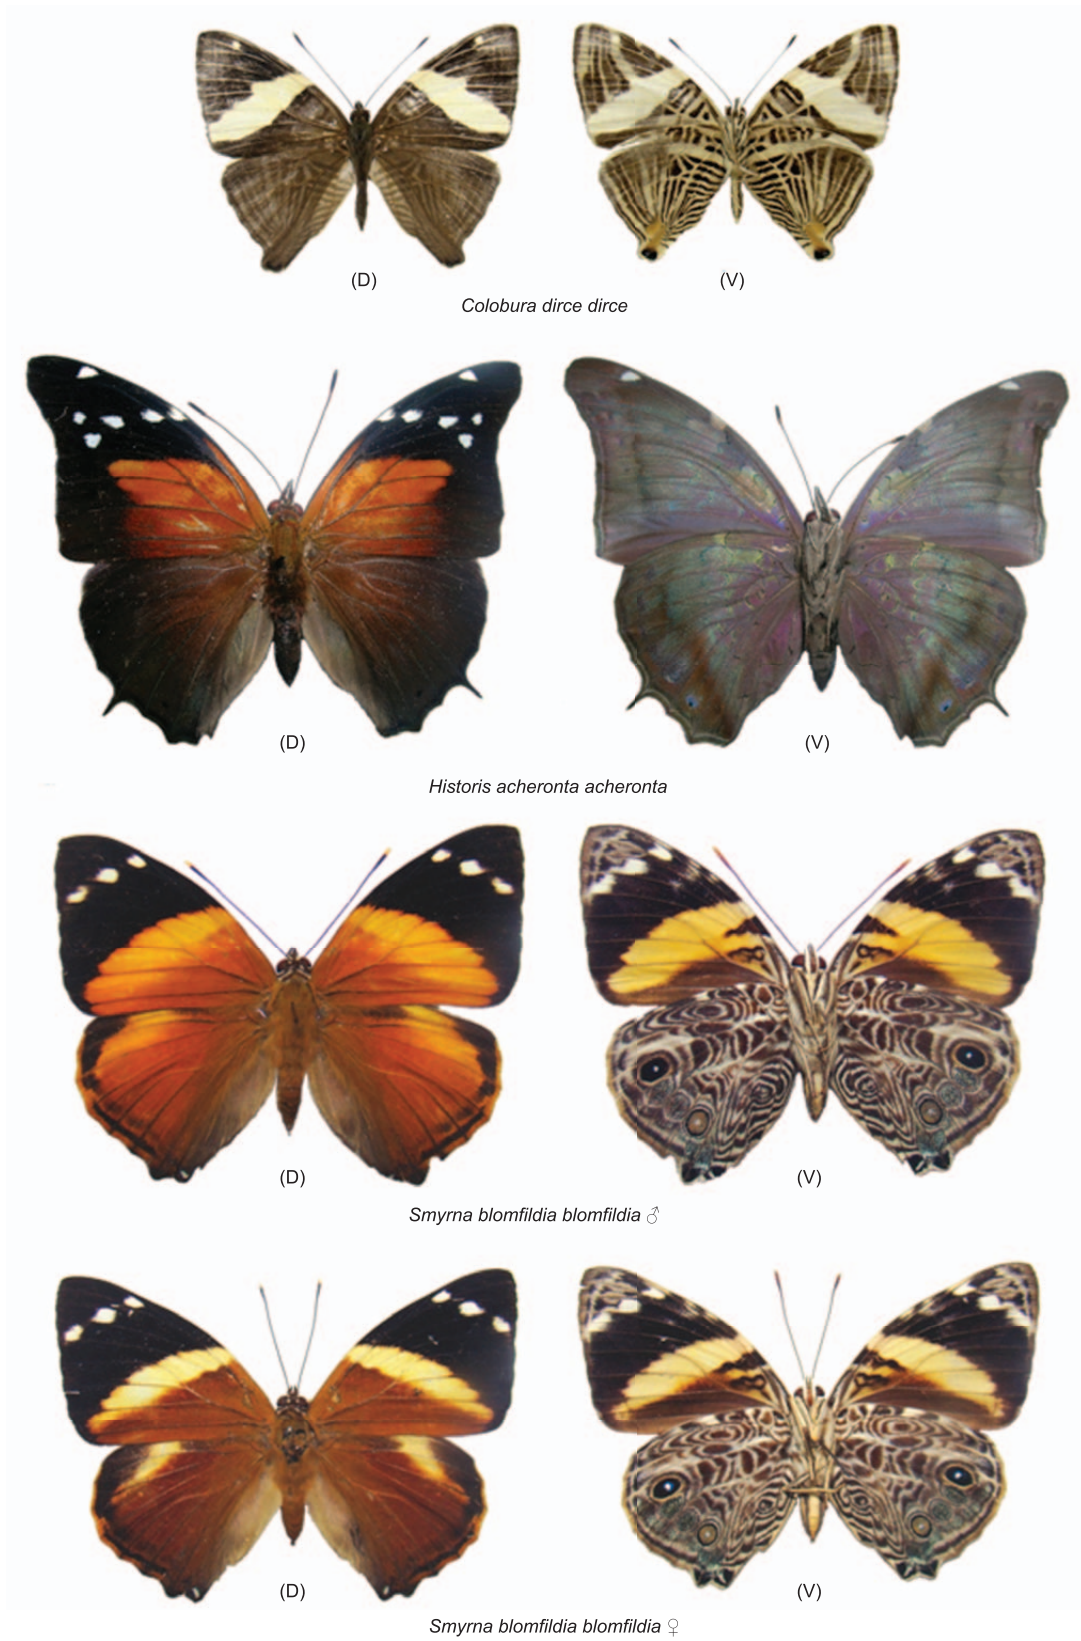 (D) (V)
Colobura dirce dirce
(D) (V)
Historis acheronta acheronta
(D) (V)
Smyrna blomfildia blomfildia ♂
(D) (V)
Smyrna blomfildia blomfildia ♀